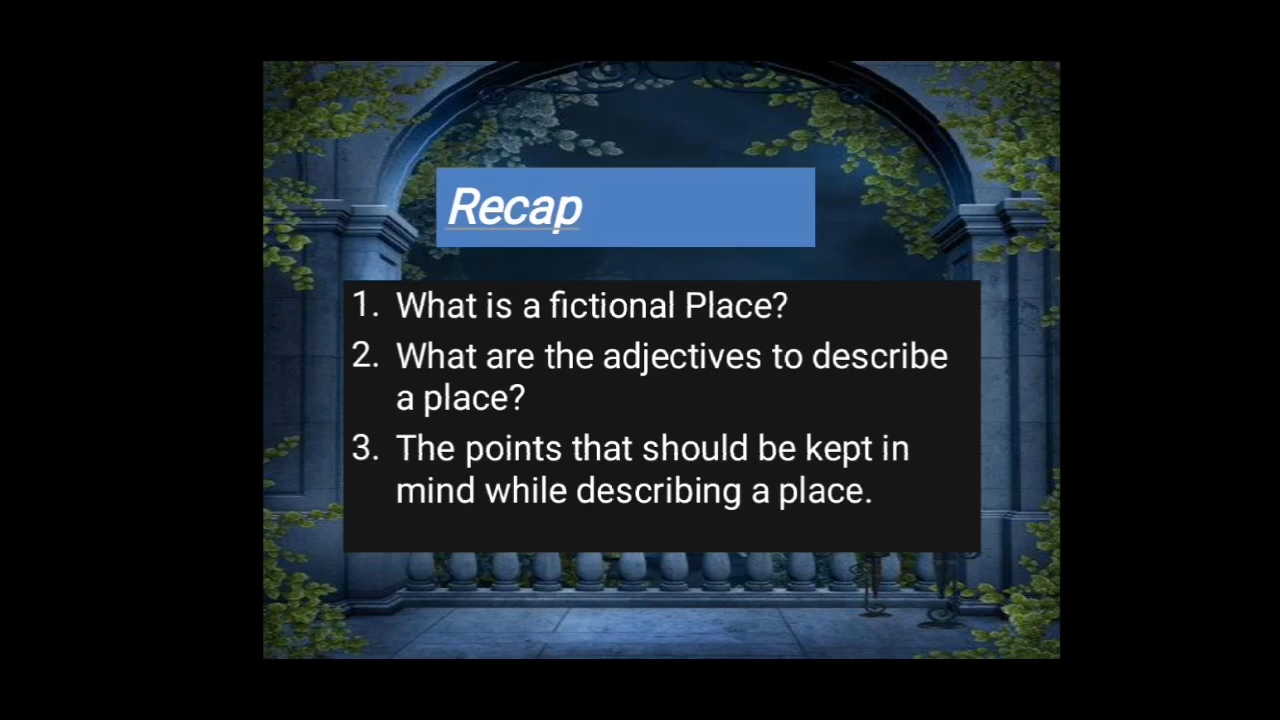 Recap
1. What is a fictional Place?
2. What are the adjectives to describe
a place?
3. The points that should be kept in
mind while describing a place.